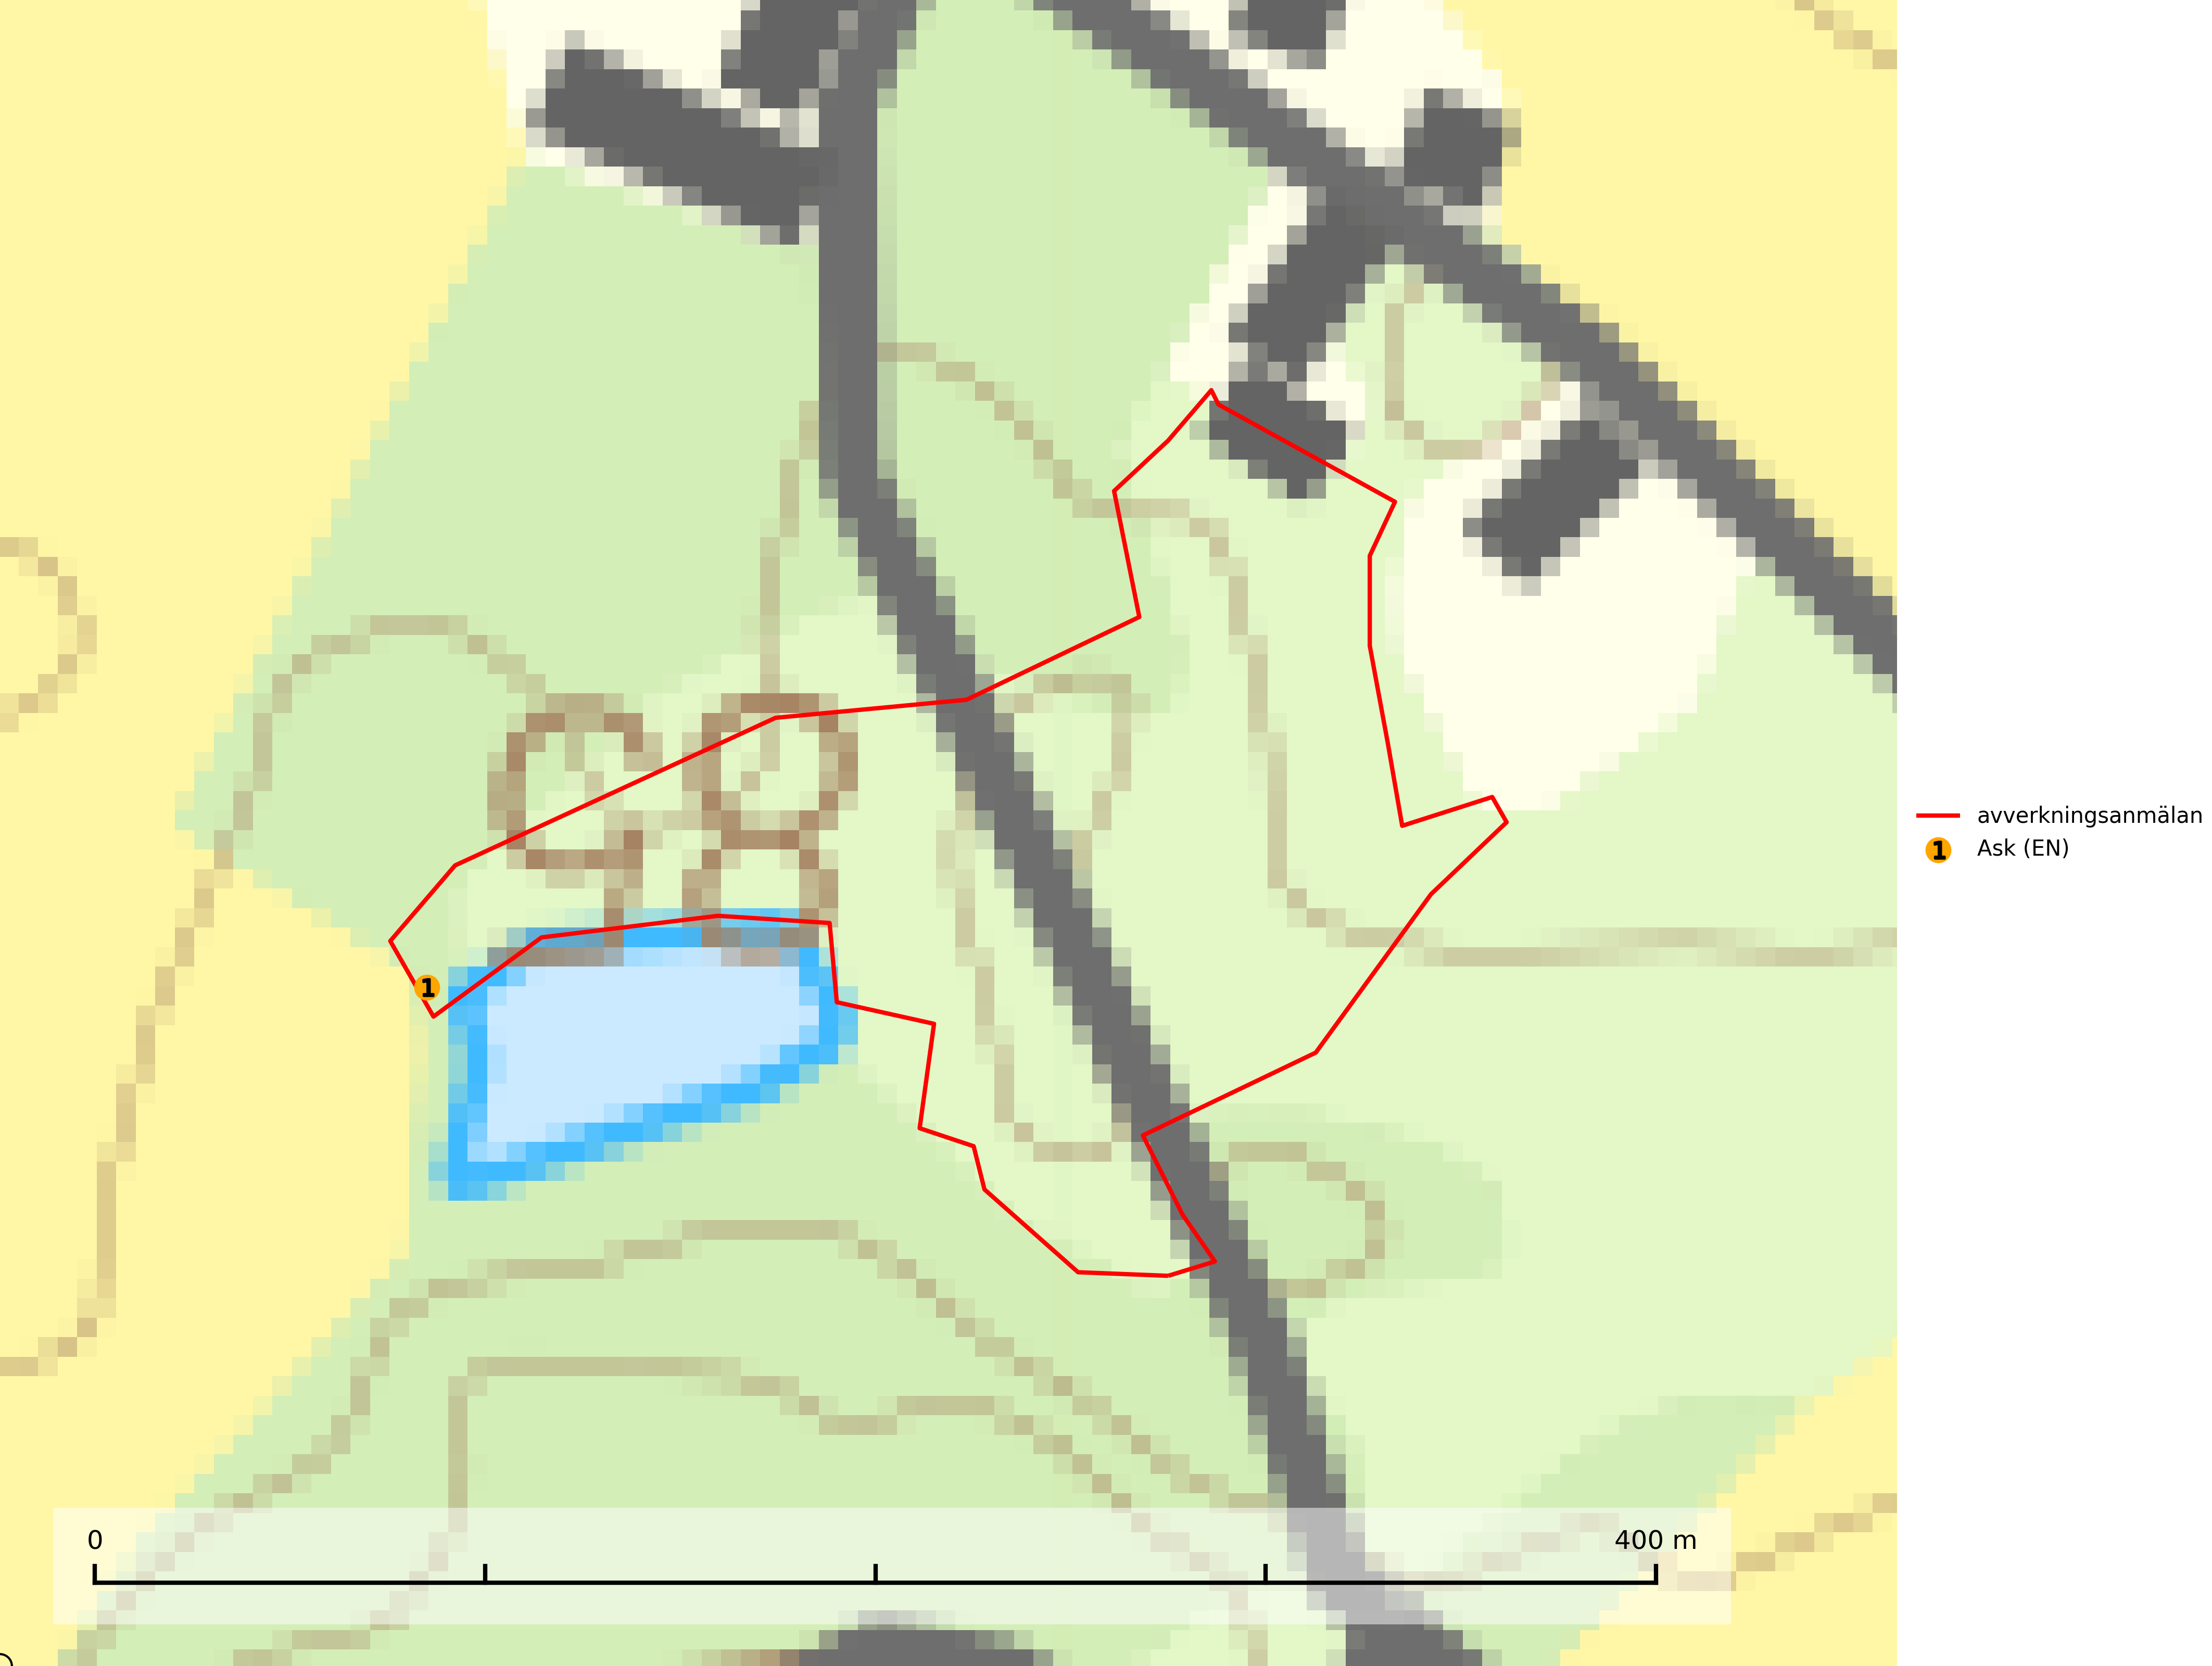 avverkningsanmälan
1 Ask (EN)
1
0 400 m